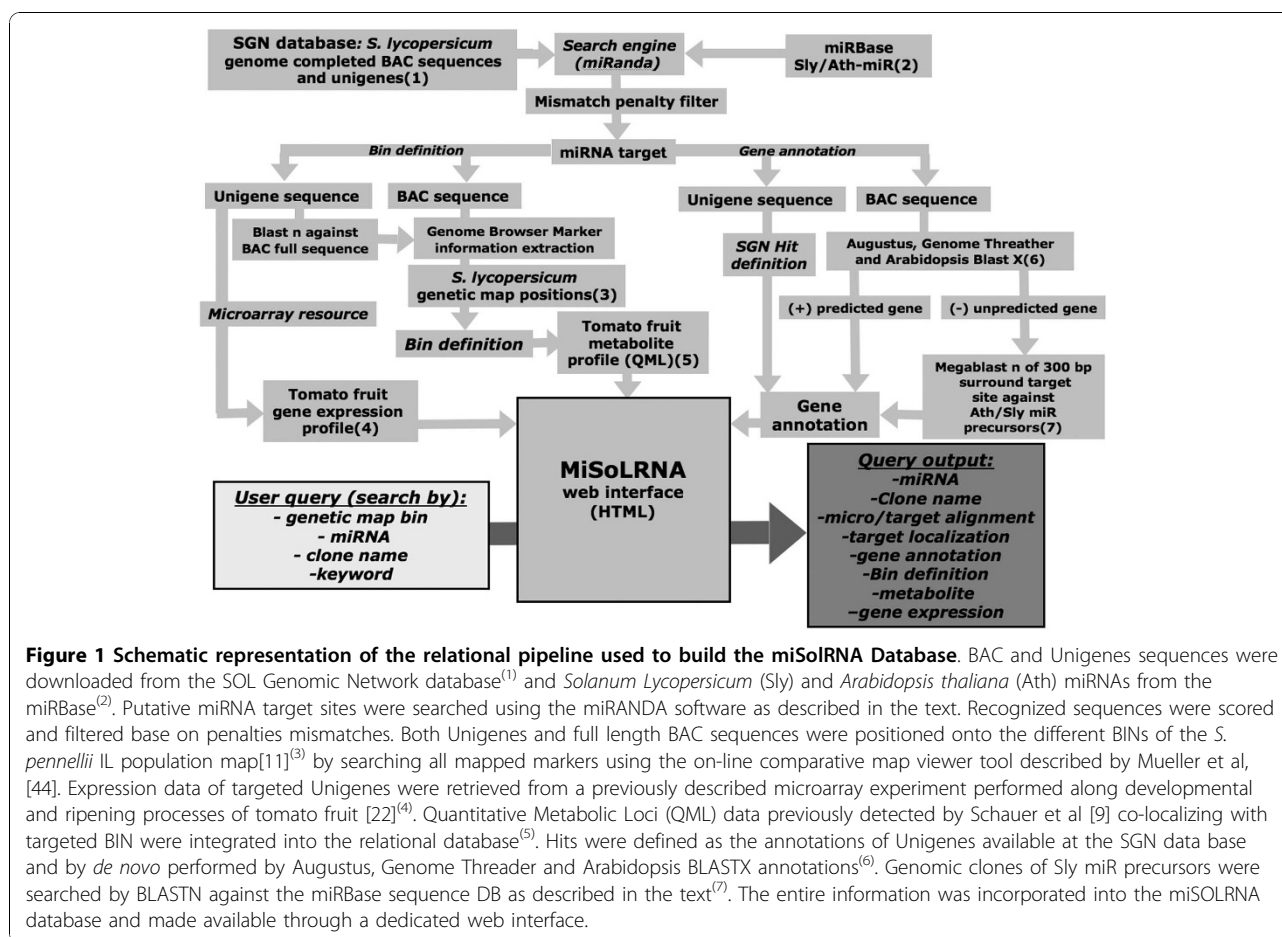 SGN database: S. lycopersicum
genome completed BAC sequences
and unigenes(1)
Search engine
(miRanda)
miRBase
Sly/Ath-miR(2)
Mismatch penalty filter
Bin definition
miRNA target
Gene annotation
Unigene sequence
BAC sequence
Unigene sequence
BAC sequence
Blast n against
BAC full sequence
Genome Browser Marker
information extraction
SGN Hit
definition
Augustus, Genome Threather
and Arabidopsis Blast X(6)
S. lycopersicum
genetic map positions(3)
Microarray resource
(+) predicted gene
(-) unpredicted gene
Bin definition
Tomato fruit
metabolite
profile (QML)(5)
Tomato fruit
gene expression
profile(4)
Gene
annotation
Megablast n of 300 bp
surround target
site against
Ath/Sly miR
precursors(7)
MiSoLRNA
web interface
(HTML)
User query (search by):
- genetic map bin
- miRNA
- clone name
-keyword
Query output:
-miRNA
-Clone name
-micro/target alignment
-target localization
-gene annotation
-Bin definition
-metabolite
-gene expression
Figure 1 Schematic representation of the relational pipeline used to build the miSolRNA Database. BAC and Unigenes sequences were
downloaded from the SOL Genomic Network database(1) and Solanum Lycopersicum (Sly) and Arabidopsis thaliana (Ath) miRNAs from the
miRBase(2). Putative miRNA target sites were searched using the miRANDA software as described in the text. Recognized sequences were scored
and filtered base on penalties mismatches. Both Unigenes and full length BAC sequences were positioned onto the different BINs of the S.
pennellii IL population map[11](3) by searching all mapped markers using the on-line comparative map viewer tool described by Mueller et al,
[44]. Expression data of targeted Unigenes were retrieved from a previously described microarray experiment performed along developmental
and ripening processes of tomato fruit [22](4). Quantitative Metabolic Loci (QML) data previously detected by Schauer et al [9] co-localizing with
targeted BIN were integrated into the relational database(5). Hits were defined as the annotations of Unigenes available at the SGN data base
and by de novo performed by Augustus, Genome Threader and Arabidopsis BLASTX annotations(6). Genomic clones of Sly miR precursors were
searched by BLASTN against the miRBase sequence DB as described in the text(7). The entire information was incorporated into the miSOLRNA
database and made available through a dedicated web interface.